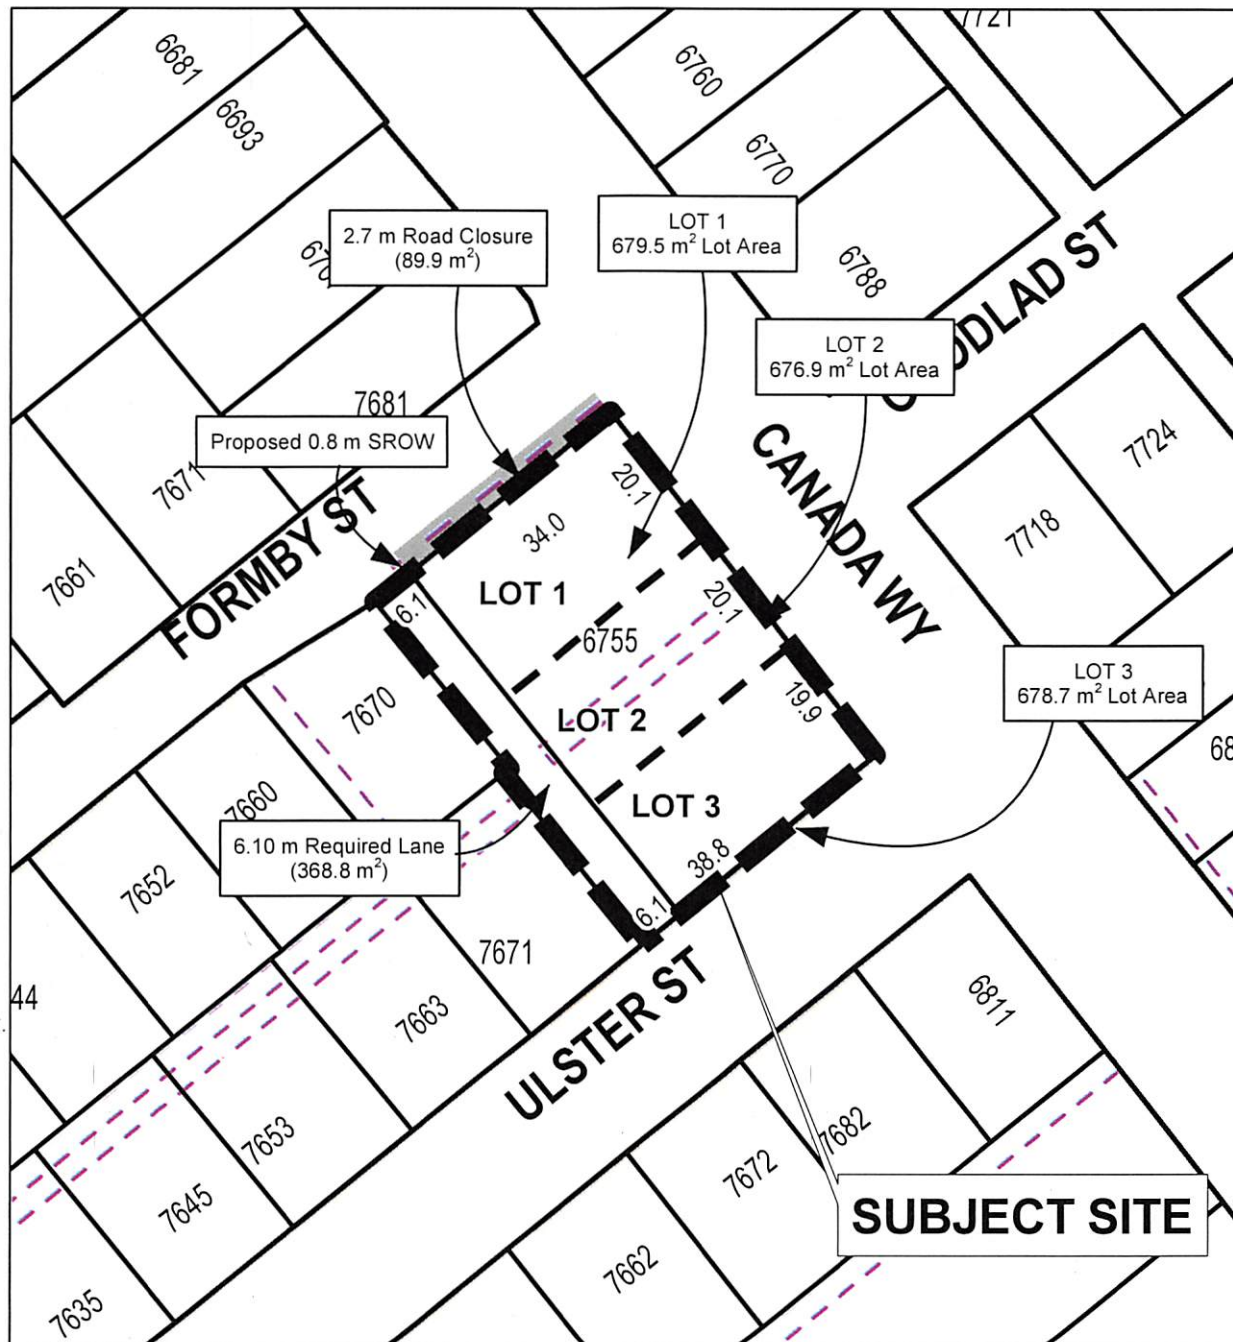 7721
6681
6760
6693
6770
LOT 1
679.5 m² Lot Area
2.7 m Road Closure
(89.9 m²)
6788
LOT 2
676.9 m² Lot Area
7681
Proposed 0.8 m SROW
CANADA WY
7724
7671
20.1
34.0
7718
7661
FORMBY ST
6.1
LOT 1
20.1
6755
LOT 3
678.7 m² Lot Area
7670
19.9
LOT 2
7660
LOT 3
6.10 m Required Lane
(368.8 m²)
38.8
7652
6.1
7671
44
7663
ULSTER ST
6811
7653
7682
7672
7645
SUBJECT SITE
7662
7635